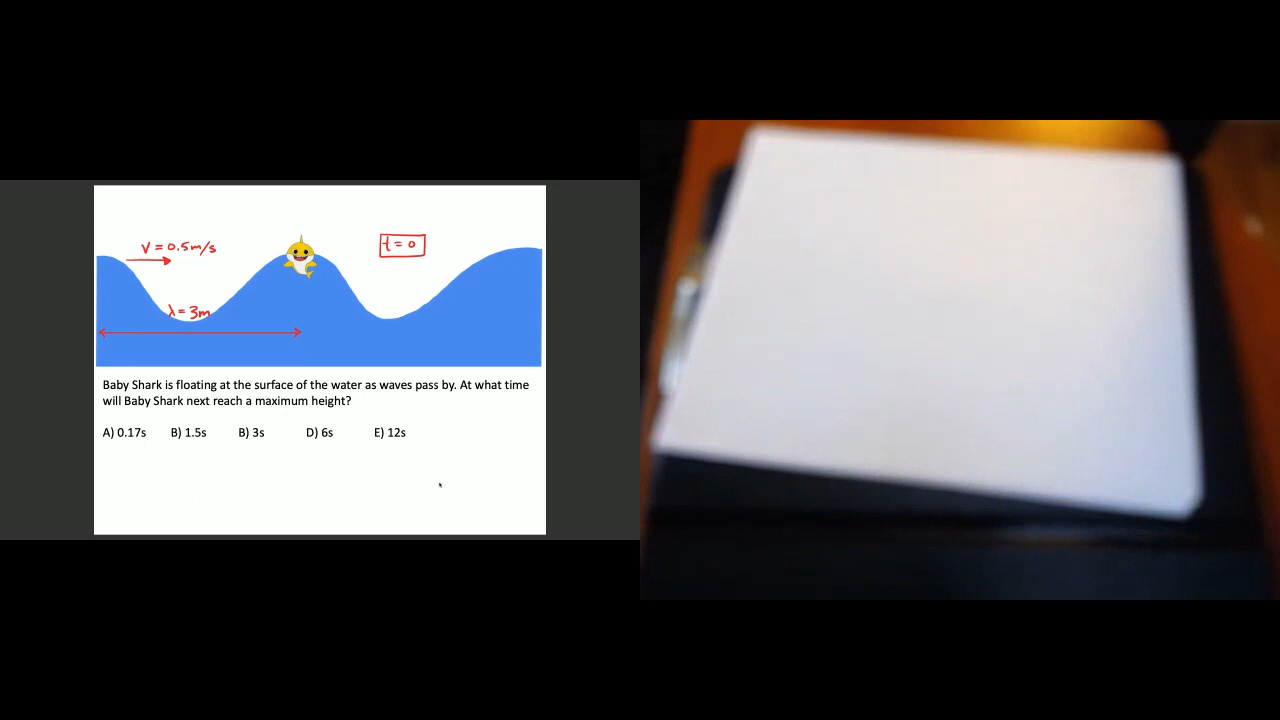 v = 0.5m/s
t = 0
λ = 3m
Baby Shark is floating at the surface of the water as waves pass by. At what time
will Baby Shark next reach a maximum height?
A) 0.17s B) 1.5s B) 3s D) 6s E) 12s